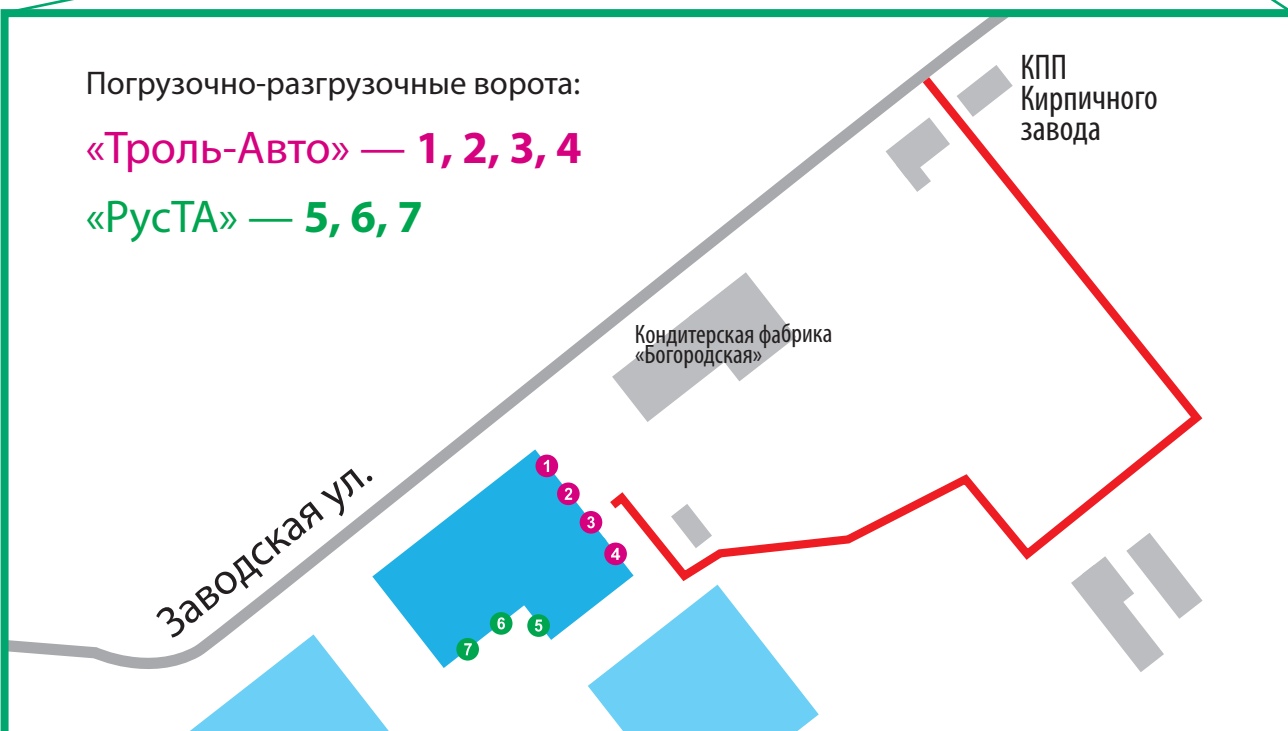 Погрузочно-разгрузочные ворота:
«Троль-Авто» — 1, 2, 3, 4
«РусТА» — 5, 6, 7
КПП
Кирпичного
завода
Кондитерская фабрика
«Богородская»
Заводская ул.
1
2
3
4
5
6
7